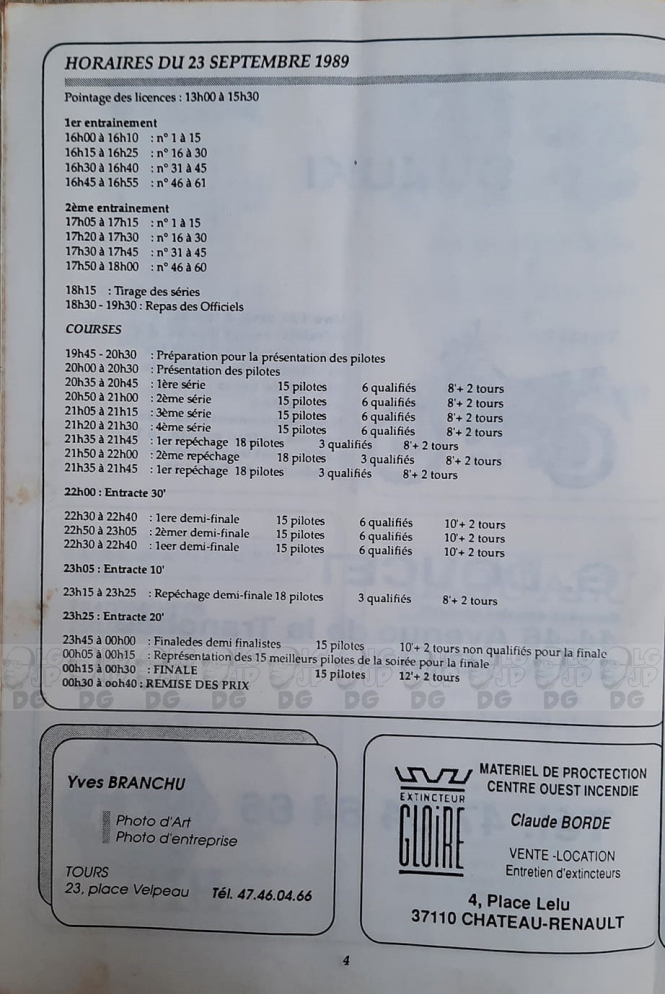 HORAIRES DU 23 SEPTEMBRE 1989
Pointage des licences : 13h00 à 15h30
1er entrainement
16h00 à 16h10 : n° 1 à 15
16h15 à 16h25 : n° 16 à 30
16h30 à 16h40 : n° 31 à 45
16h45 à 16h55 : n° 46 à 61
2ème entrainement
17h05 à 17h15 : n° 1 à 15
17h20 à 17h30 : n° 16 à 30
17h30 à 17h45 : n° 31 à 45
17h50 à 18h00 : n° 46 à 60
18h15 : Tirage des séries
18h30 - 19h30 : Repas des Officiels
COURSES
19h45 - 20h30 : Préparation pour la présentation des pilotes
20h00 à 20h30 : Présentation des pilotes
20h35 à 20h45 : 1ère série 15 pilotes 6 qualifiés 8'+ 2 tours
20h50 à 21h00 : 2ème série 15 pilotes 6 qualifiés 8'+ 2 tours
21h05 à 21h15 : 3ème série 15 pilotes 6 qualifiés 8'+ 2 tours
21h20 à 21h30 : 4ème série 15 pilotes 6 qualifiés 8'+ 2 tours
21h35 à 21h45 : 1er repéchage 18 pilotes 3 qualifiés 8'+ 2 tours
21h50 à 22h00 : 2ème repéchage 18 pilotes 3 qualifiés 8'+ 2 tours
21h35 à 21h45 : 1er repechage 18 pilotes 3 qualifiés 8'+ 2 tours
22h00 : Entracte 30'
22h30 à 22h40 : 1ere demi-finale 15 pilotes 6 qualifiés 10'+ 2 tours
22h50 à 23h05 : 2èmer demi-finale 15 pilotes 6 qualifiés 10'+ 2 tours
22h30 à 22h40 : 1eer demi-finale 15 pilotes 6 qualifiés 10'+ 2 tours
23h05 : Entracte 10'
23h15 à 23h25 : Repéchage demi-finale 18 pilotes 3 qualifiés 8'+ 2 tours
23h25 : Entracte 20'
23h45 à 00h00 : Finaledes demi finalistes 15 pilotes 10'+ 2 tours non qualifiés pour la finale
00h05 à 00h15 : Représentation des 15 meilleurs pilotes de la soirée pour la finale
00h15 à 00h30 : FINALE 15 pilotes 12'+ 2 tours
00h30 à ooh40 : REMISE DES PRIX
Yves BRANCHU
Photo d'Art
Photo d'entreprise
TOURS
23, place Velpeau Tél. 47.46.04.66
EXTINCTEUR
GLOIRE
MATERIEL DE PROCTECTION
CENTRE OUEST INCENDIE
Claude BORDE
VENTE -LOCATION
Entretien d'extincteurs
4, Place Lelu
37110 CHATEAU-RENAULT
4